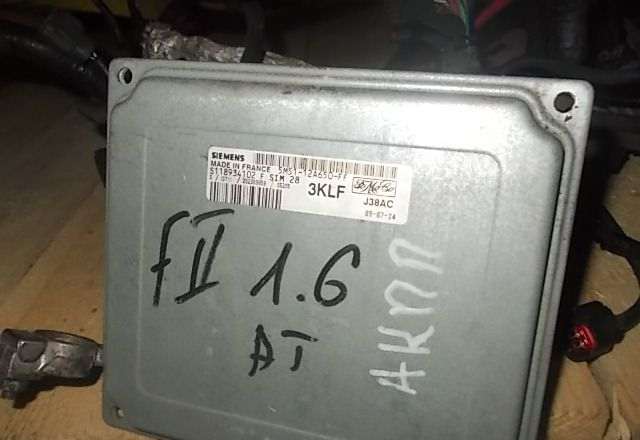 SIEMENS
MADE IN FRANCE 5M51-12A650-FF
S118934102 F SIM 28
3KLF
J38AC
05-07-14
fII 1.6
AT
АКПП